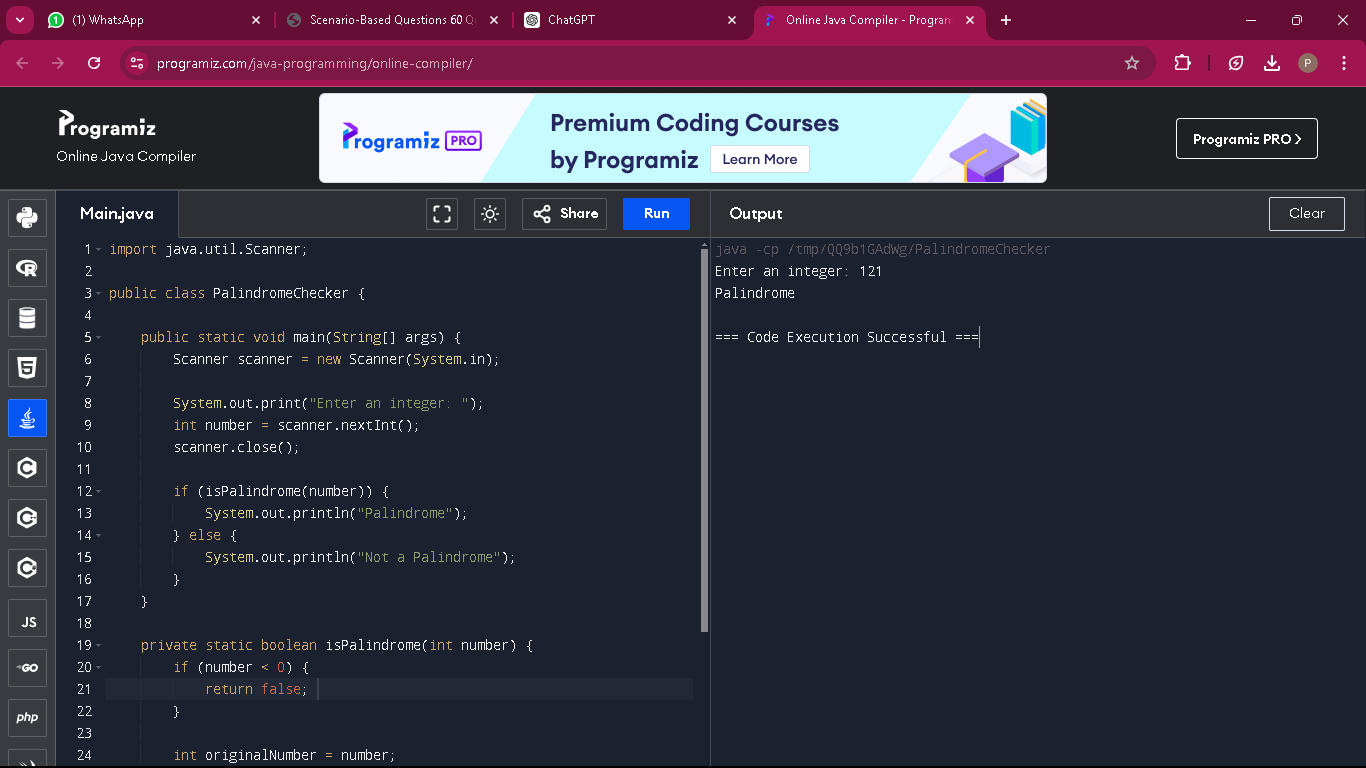 (1) WhatsApp
Scenario-Based Questions 60 Qu
ChatGPT
Online Java Compiler - Program
programiz.com/java-programming/online-compiler/
P
Programiz
Online Java Compiler
Programiz PRO
Premium Coding Courses
by Programiz
Learn More
Programiz PRO >
Main.java
Share
Run
Output
Clear
1 import java.util.Scanner;
2
3 public class PalindromeChecker {
4
5 public static void main(String[] args) {
6 Scanner scanner = new Scanner(System.in);
7
8 System.out.print("Enter an integer: ");
9 int number = scanner.nextInt();
10 scanner.close();
11
12 if (isPalindrome(number)) {
13 System.out.println("Palindrome");
14 } else {
15 System.out.println("Not a Palindrome");
16 }
17 }
18
19 private static boolean isPalindrome(int number) {
20 if (number < 0) {
21 return false;
22 }
23
24 int originalNumber = number;
java -cp /tmp/QQ9b1GAdWg/PalindromeChecker
Enter an integer: 121
Palindrome
=== Code Execution Successful ===
JS
GO
php